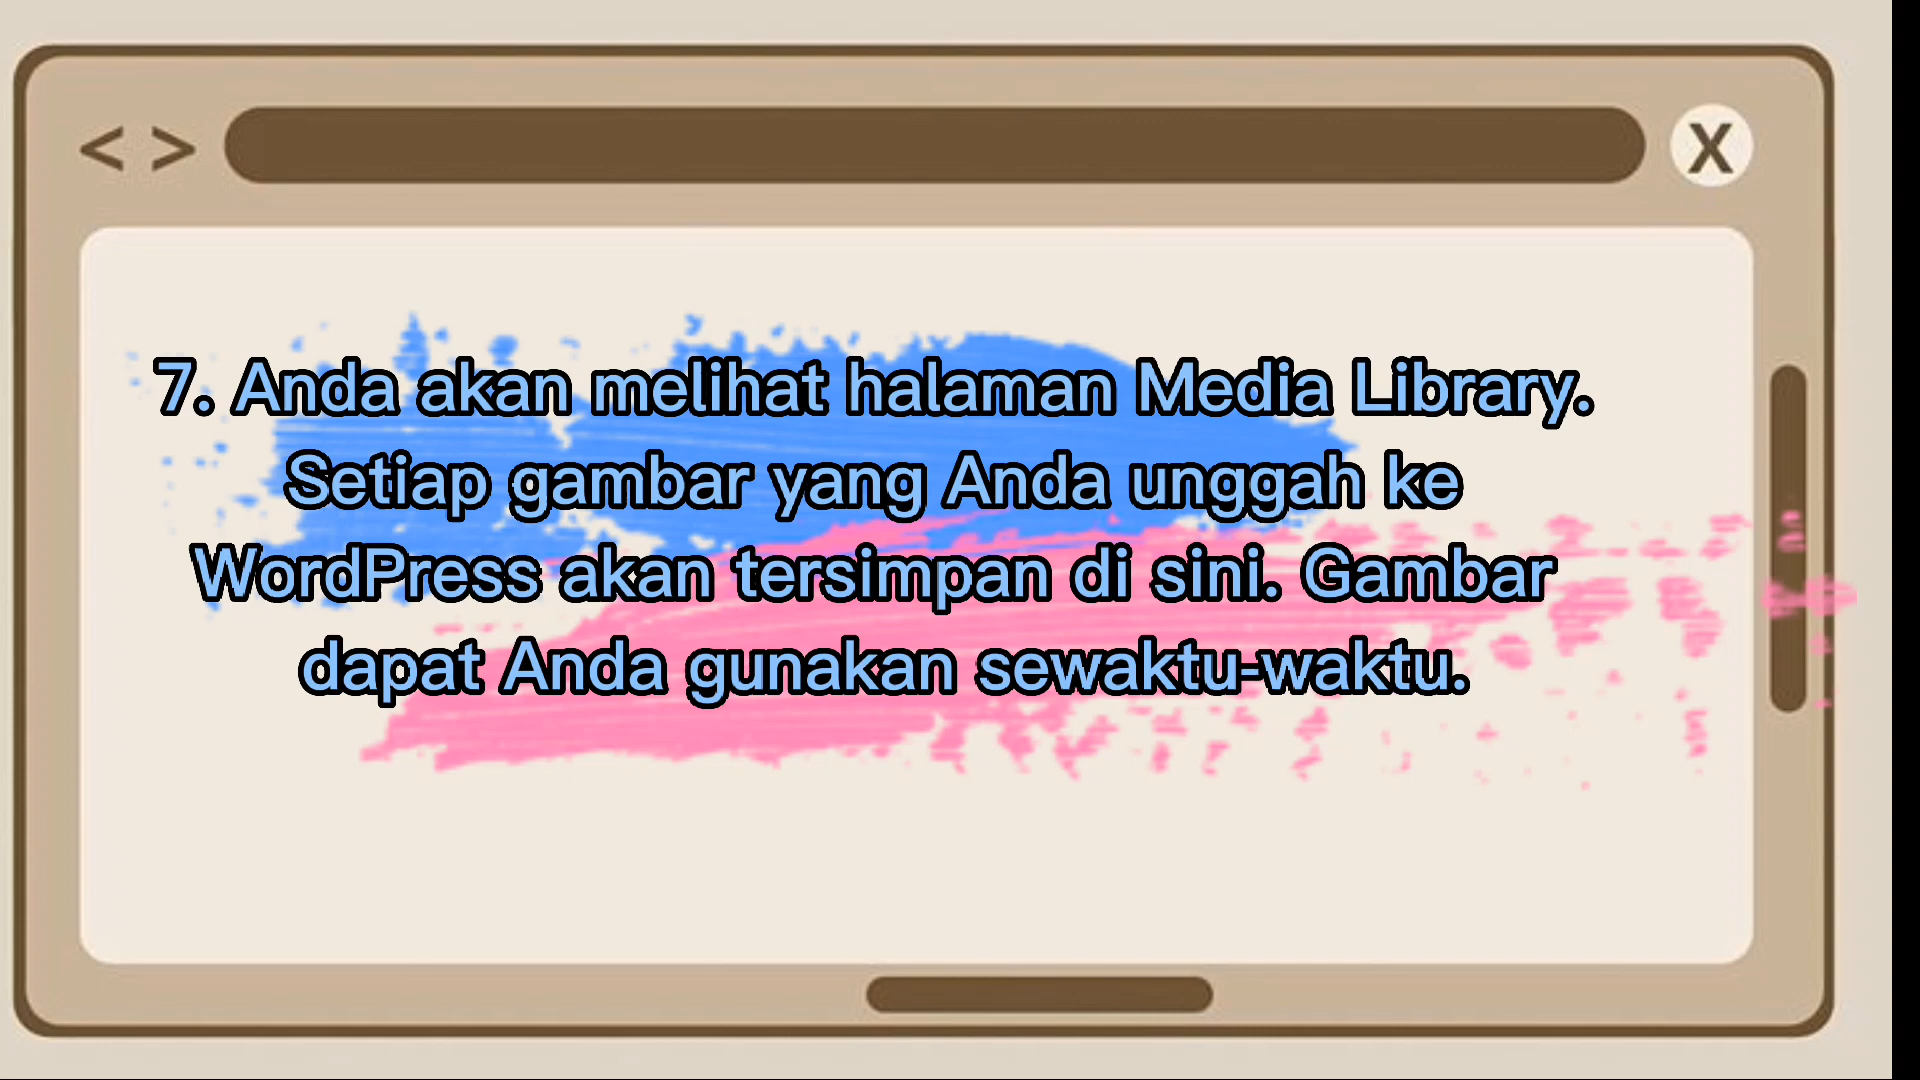 < >
X
7. Anda akan melihat halaman Media Library.
Setiap gambar yang Anda unggah ke
WordPress akan tersimpan di sini. Gambar
dapat Anda gunakan sewaktu-waktu.